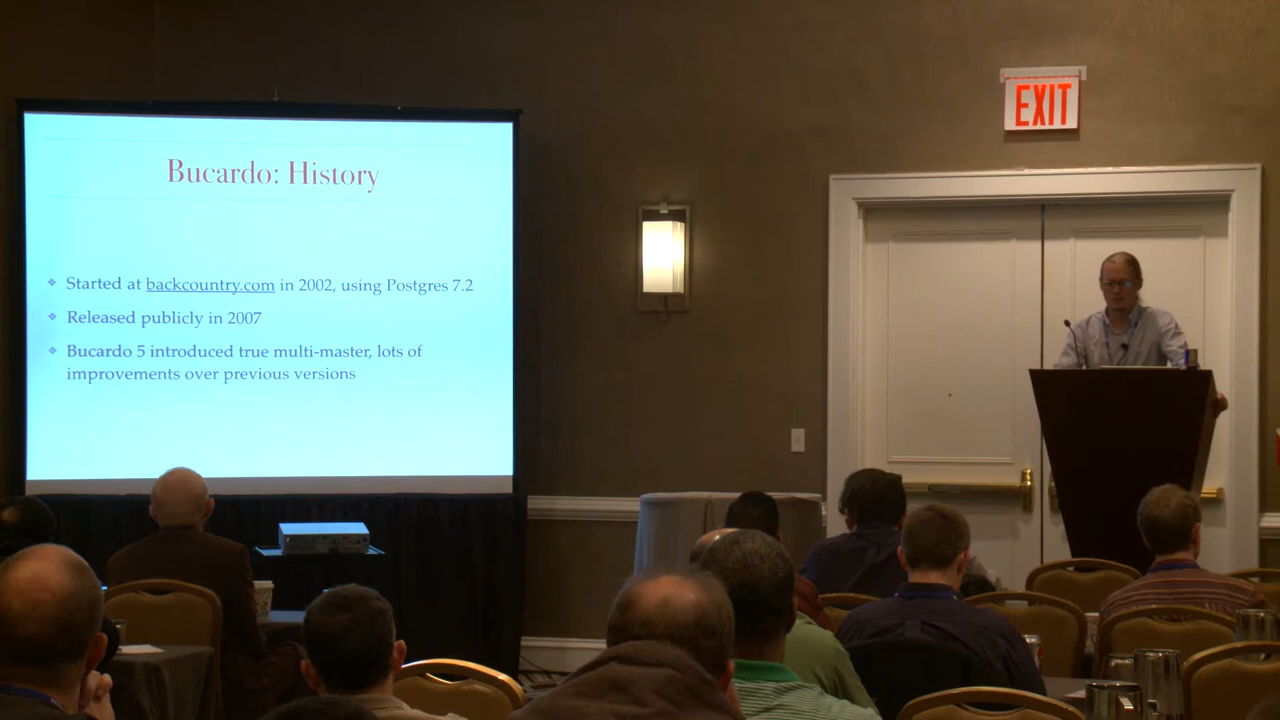 Bucardo: History
Started at backcountry.com in 2002, using Postgres 7.2
Released publicly in 2007
Bucardo 5 introduced true multi-master, lots of
improvements over previous versions
EXIT